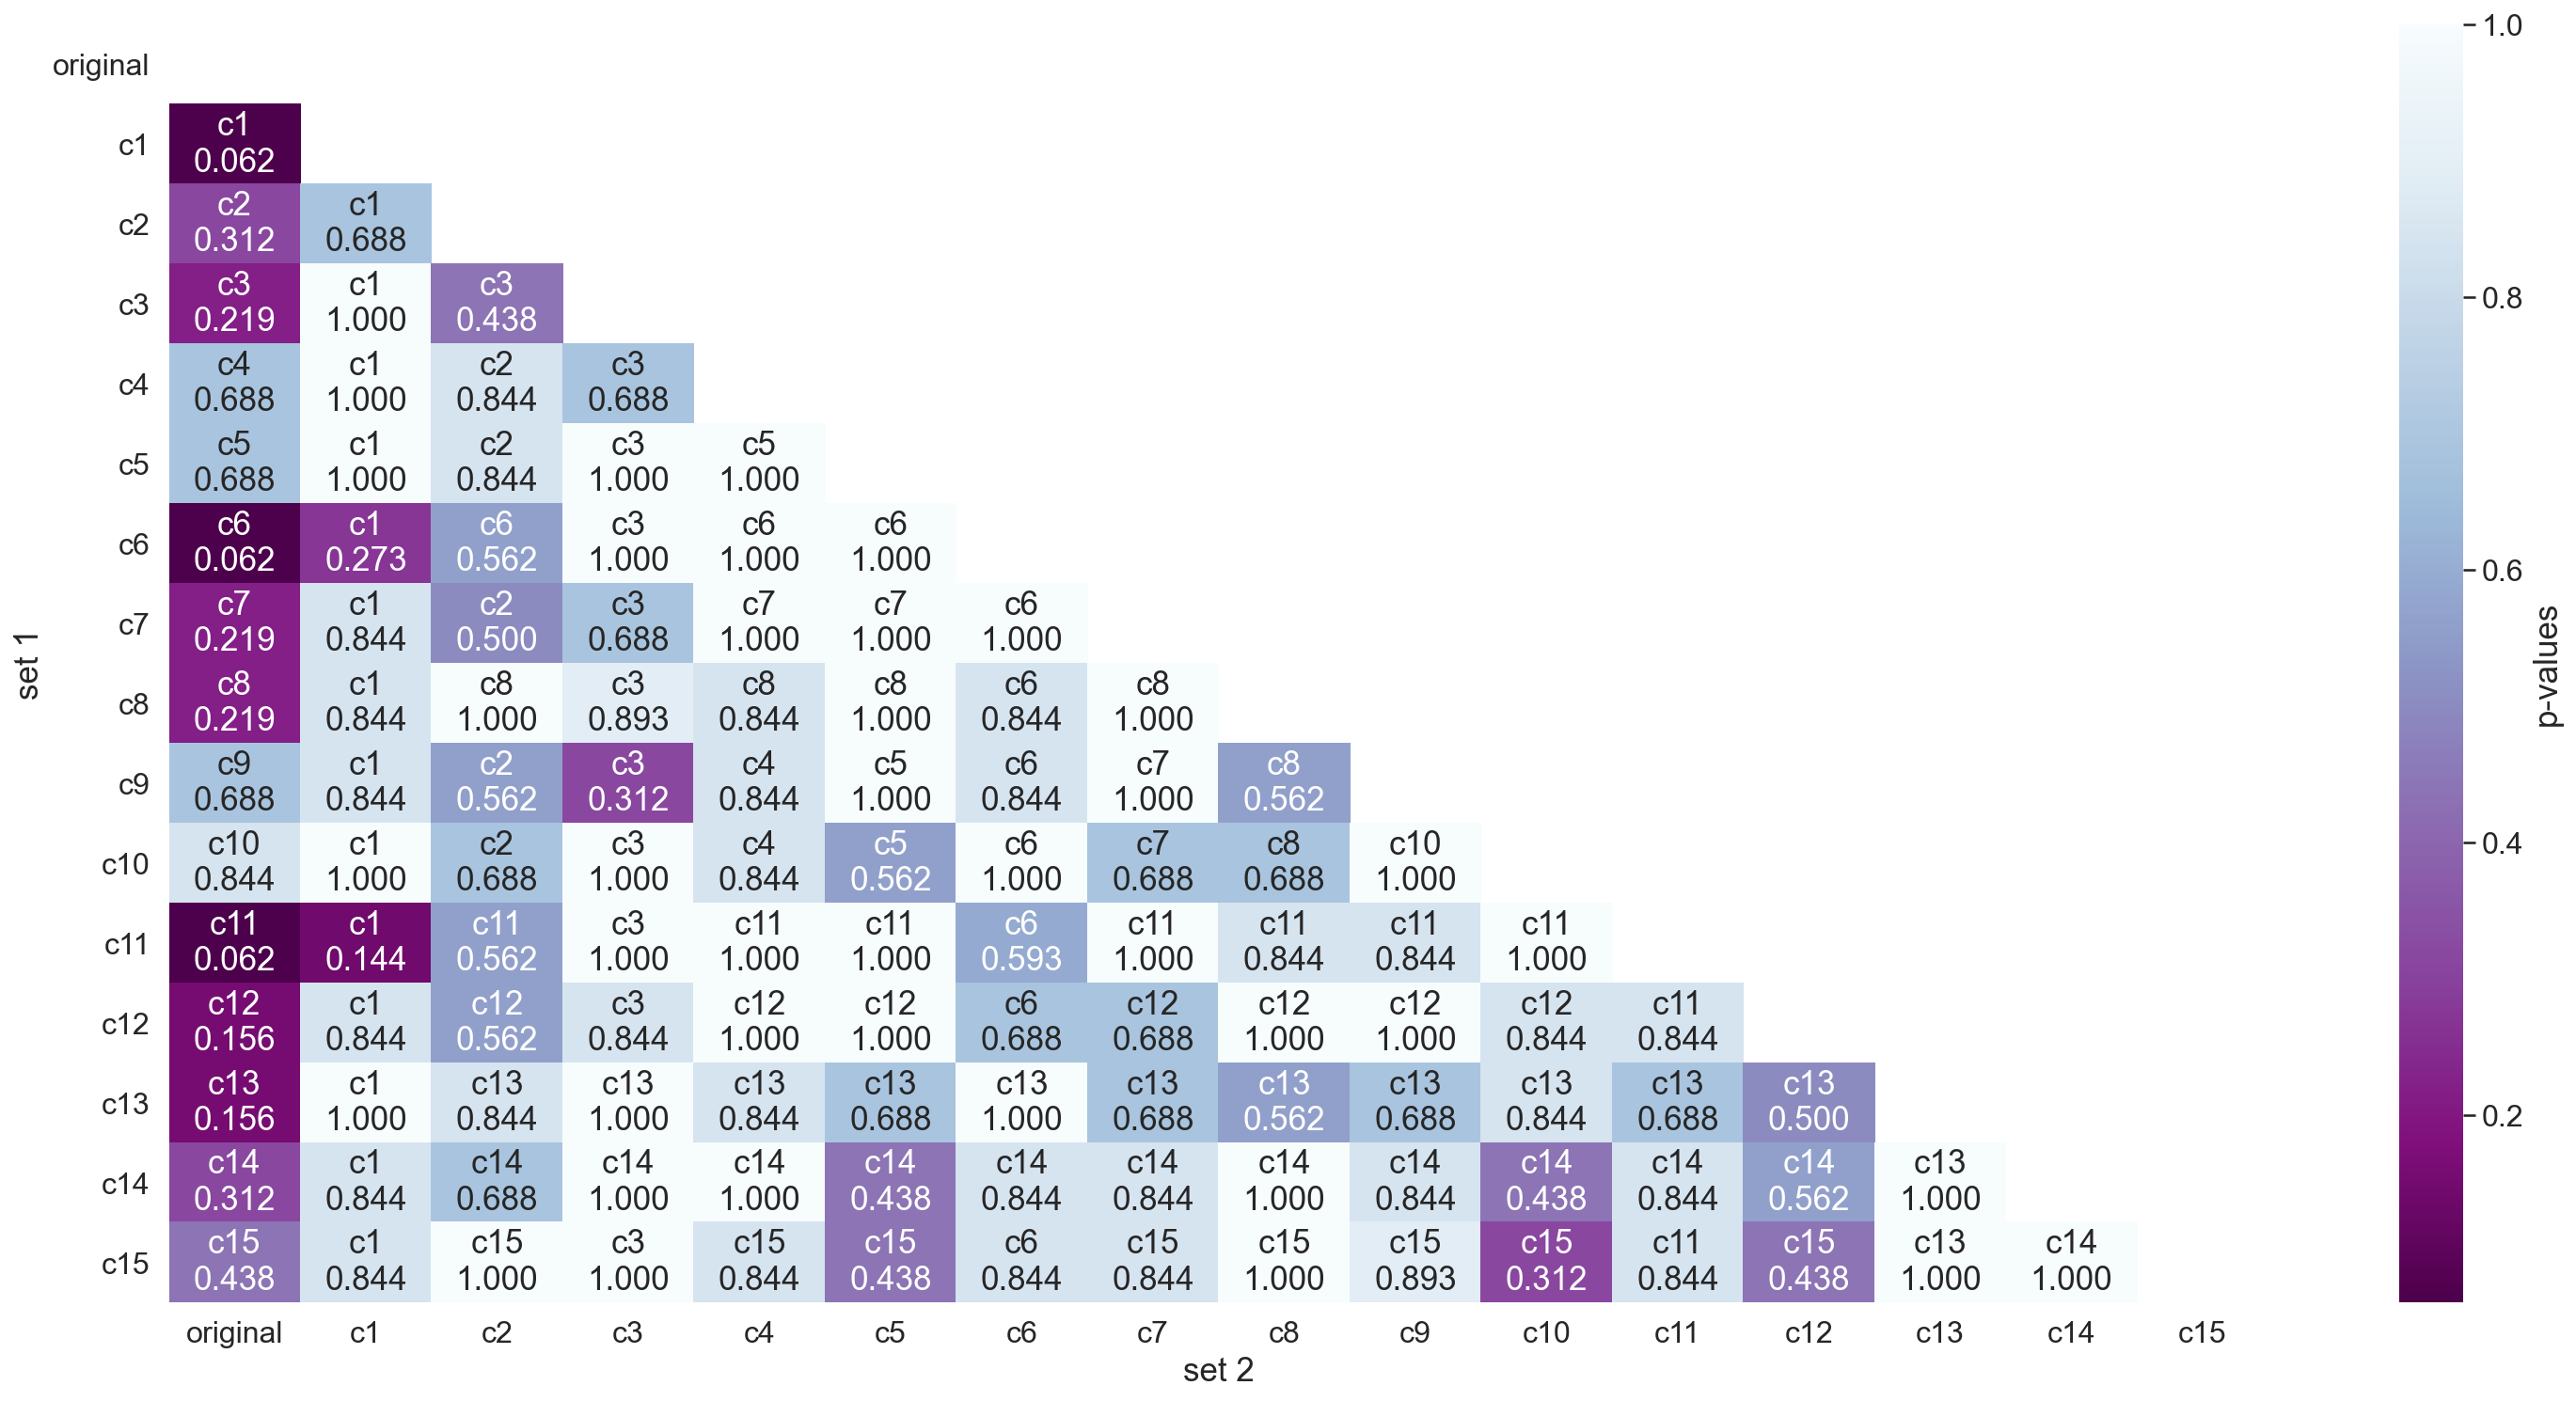 original
c1
c1
0.062
c2
c2 c1
0.312 0.688
c3
c3 c1 c3
0.219 1.000 0.438
c4
c4 c1 c2 c3
0.688 1.000 0.844 0.688
c5
c5 c1 c2 c3 c5
0.688 1.000 0.844 1.000 1.000
c6
c6 c1 c6 c3 c6 c6
0.062 0.273 0.562 1.000 1.000 1.000
c7
c7 c1 c2 c3 c7 c7 c6
0.219 0.844 0.500 0.688 1.000 1.000 1.000
c8
c8 c1 c8 c3 c8 c8 c6 c8
0.219 0.844 1.000 0.893 0.844 1.000 0.844 1.000
c9
c9 c1 c2 c3 c4 c5 c6 c7 c8
0.688 0.844 0.562 0.312 0.844 1.000 0.844 1.000 0.562
c10
c10 c1 c2 c3 c4 c5 c6 c7 c8 c10
0.844 1.000 0.688 1.000 0.844 0.562 1.000 0.688 0.688 1.000
c11
c11 c1 c11 c3 c11 c11 c6 c11 c11 c11 c11
0.062 0.144 0.562 1.000 1.000 1.000 0.593 1.000 0.844 0.844 1.000
c12
c12 c1 c12 c3 c12 c12 c6 c12 c12 c12 c12 c11
0.156 0.844 0.562 0.844 1.000 1.000 0.688 0.688 1.000 1.000 0.844 0.844
c13
c13 c1 c13 c13 c13 c13 c13 c13 c13 c13 c13 c13 c13
0.156 1.000 0.844 1.000 0.844 0.688 1.000 0.688 0.562 0.688 0.844 0.688 0.500
c14
c14 c1 c14 c14 c14 c14 c14 c14 c14 c14 c14 c14 c14 c13
0.312 0.844 0.688 1.000 1.000 0.438 0.844 0.844 1.000 0.844 0.438 0.844 0.562 1.000
c15
c15 c1 c15 c3 c15 c15 c6 c15 c15 c15 c15 c11 c15 c13 c14
0.438 0.844 1.000 1.000 0.844 0.438 0.844 0.844 1.000 0.893 0.312 0.844 0.438 1.000 1.000
original c1 c2 c3 c4 c5 c6 c7 c8 c9 c10 c11 c12 c13 c14 c15
set 2
set 1
1.0
0.8
0.6
0.4
0.2
p-values